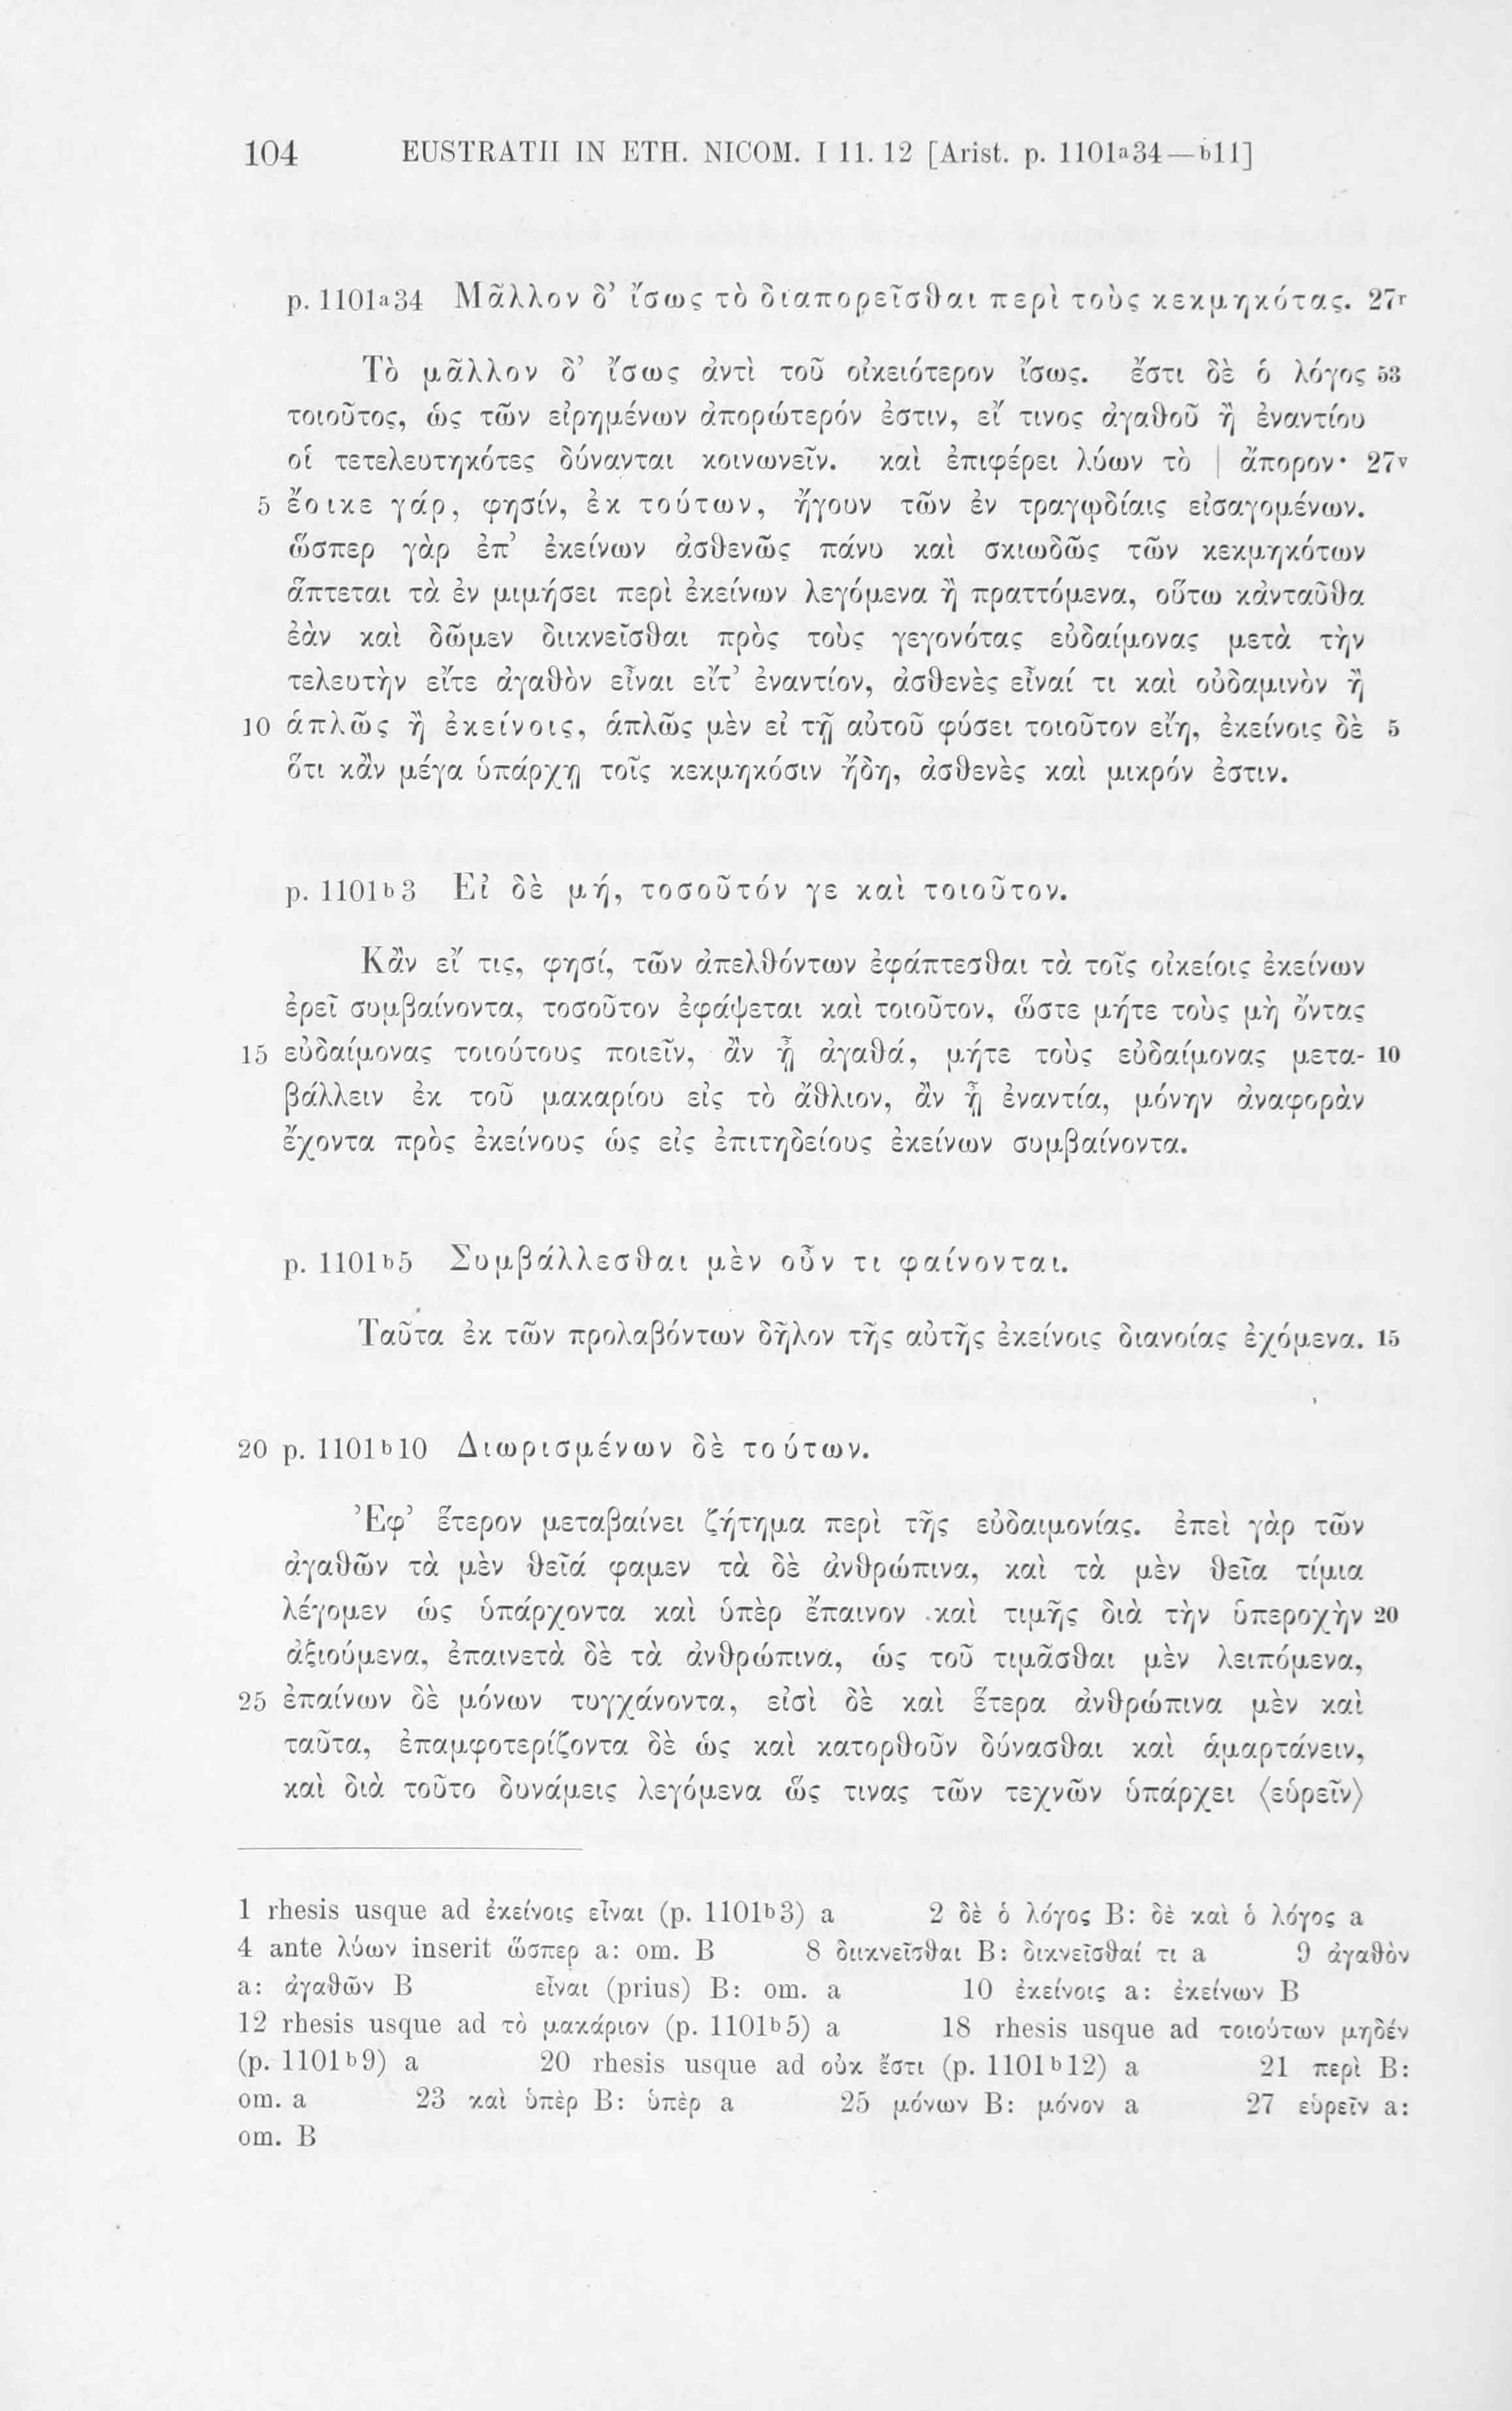 104 EUSTRATII IN ETH. NICOM. I 11. 12 [Arist. p. 1101a34—b11]
p. 1101a34 Μᾶλλον δ’ ἴσως τὸ διαπορεῖσθαι περὶ τοὺς κεκμηκότας. 27r
Τὸ μᾶλλον δ’ ἴσως ἀντὶ τοῦ οἰκειότερον ἴσως. ἔστι δὲ ὁ λόγος 53
τοιοῦτος, ὡς τῶν εἰρημένων ἀπορώτερόν ἐστιν, εἴ τινος ἀγαθοῦ ἢ ἐναντίου
οἱ τετελευτηκότες δύνανται κοινωνεῖν. καὶ ἐπιφέρει λύων τὸ | ἄπορον· 27v
5 ἔοικε γάρ, φησίν, ἐκ τούτων, ἤγουν τῶν ἐν τραγῳδίαις εἰσαγομένων.
ὥσπερ γὰρ ἐπ’ ἐκείνων ἀσθενῶς πάνυ καὶ σκιωδῶς τῶν κεκμηκότων
ἅπτεται τὰ ἐν μιμήσει περὶ ἐκείνων λεγόμενα ἢ πραττόμενα, οὕτω κἀνταῦθα
ἐὰν καὶ δῶμεν διικνεῖσθαι πρὸς τοὺς γεγονότας εὐδαίμονας μετὰ τὴν
τελευτὴν εἴτε ἀγαθὸν εἶναι εἴτ’ ἐναντίον, ἀσθενὲς εἶναί τι καὶ οὐδαμινὸν ἢ
10 ἁπλῶς ἢ ἐκείνοις, ἁπλῶς μὲν εἰ τῇ αὐτοῦ φύσει τοιοῦτον εἴη, ἐκείνοις δὲ 5
ὅτι κἂν μέγα ὑπάρχῃ τοῖς κεκμηκόσιν ἤδη, ἀσθενὲς καὶ μικρόν ἐστιν.
p. 1101b3 Εἰ δὲ μή, τοσοῦτόν γε καὶ τοιοῦτον.
Κἂν εἴ τις, φησί, τῶν ἀπελθόντων ἐφάπτεσθαι τὰ τοῖς οἰκείοις ἐκείνων
ἐρεῖ συμβαίνοντα, τοσοῦτον ἐφάψεται καὶ τοιοῦτον, ὥστε μήτε τοὺς μὴ ὄντας
15 εὐδαίμονας τοιούτους ποιεῖν, ἂν ᾖ ἀγαθά, μήτε τοὺς εὐδαίμονας μετα- 10
βάλλειν ἐκ τοῦ μακαρίου εἰς τὸ ἄθλιον, ἂν ᾖ ἐναντία, μόνην ἀναφορὰν
ἔχοντα πρὸς ἐκείνους ὡς εἰς ἐπιτηδείους ἐκείνων συμβαίνοντα.
p. 1101b5 Συμβάλλεσθαι μὲν οὖν τι φαίνονται.
Ταῦτα ἐκ τῶν προλαβόντων δῆλον τῆς αὐτῆς ἐκείνοις διανοίας ἐχόμενα. 15
20 p. 1101b10 Διωρισμένων δὲ τούτων.
Ἐφ’ ἕτερον μεταβαίνει ζήτημα περὶ τῆς εὐδαιμονίας. ἐπεὶ γὰρ τῶν
ἀγαθῶν τὰ μὲν θεῖά φαμεν τὰ δὲ ἀνθρώπινα, καὶ τὰ μὲν θεῖα τίμια
λέγομεν ὡς ὑπάρχοντα καὶ ὑπὲρ ἔπαινον καὶ τιμῆς διὰ τὴν ὑπεροχὴν 20
ἀξιούμενα, ἐπαινετὰ δὲ τὰ ἀνθρώπινα, ὡς τοῦ τιμᾶσθαι μὲν λειπόμενα,
25 ἐπαίνων δὲ μόνων τυγχάνοντα, εἰσὶ δὲ καὶ ἕτερα ἀνθρώπινα μὲν καὶ
ταῦτα, ἐπαμφοτερίζοντα δὲ ὡς καὶ κατορθοῦν δύνασθαι καὶ ἁμαρτάνειν,
καὶ διὰ τοῦτο δυνάμεις λεγόμενα ὥς τινας τῶν τεχνῶν ὑπάρχει ⟨εὑρεῖν⟩
1 rhesis usque ad ἐκείνοις εἶναι (p. 1101b3) a 2 δὲ ὁ λόγος B: δὲ καὶ ὁ λόγος a
4 ante λύων inserit ὥσπερ a: om. B 8 διικνεῖσθαι B: δικνεῖσθαί τι a 9 ἀγαθὸν
a: ἀγαθῶν B εἶναι (prius) B: om. a 10 ἐκείνοις a: ἐκείνων B
12 rhesis usque ad τὸ μακάριον (p. 1101b5) a 18 rhesis usque ad τοιούτων μηδέν
(p. 1101b9) a 20 rhesis usque ad οὐκ ἔστι (p. 1101b12) a 21 περὶ B:
om. a 23 καὶ ὑπὲρ B: ὑπὲρ a 25 μόνων B: μόνον a 27 εὑρεῖν a:
om. B